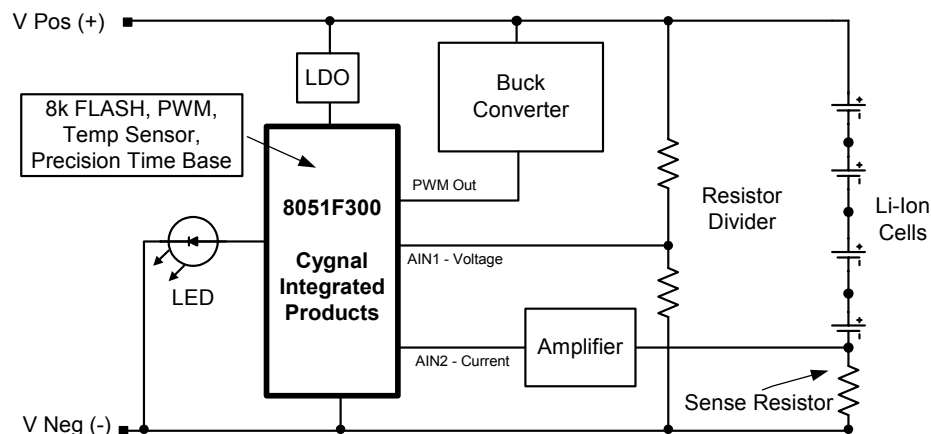 V Pos (+)
LDO
Buck
Converter
8k FLASH, PWM,
Temp Sensor,
Precision Time Base
PWM Out
8051F300
Cygnal
Integrated
Products
Resistor
Divider
Li-Ion
Cells
AIN1 - Voltage
LED
Amplifier
AIN2 - Current
Sense Resistor
V Neg (-)